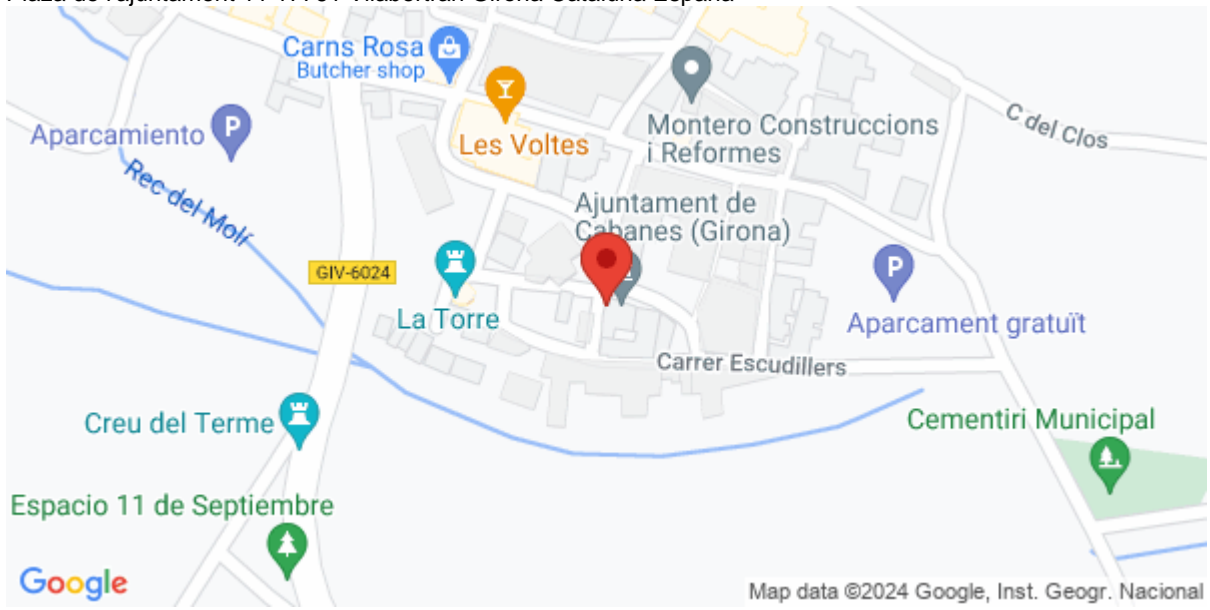 Carns Rosa
Butcher shop
Aparcamiento
P
Les Voltes
Montero Construccions
i Reformes
C del Clos
Rec del Molí
Ajuntament de
Cabanes (Girona)
GIV-6024
La Torre
P
Aparcament gratuït
Carrer Escudillers
Creu del Terme
Cementiri Municipal
Espacio 11 de Septiembre
Google
Map data ©2024 Google, Inst. Geogr. Nacional